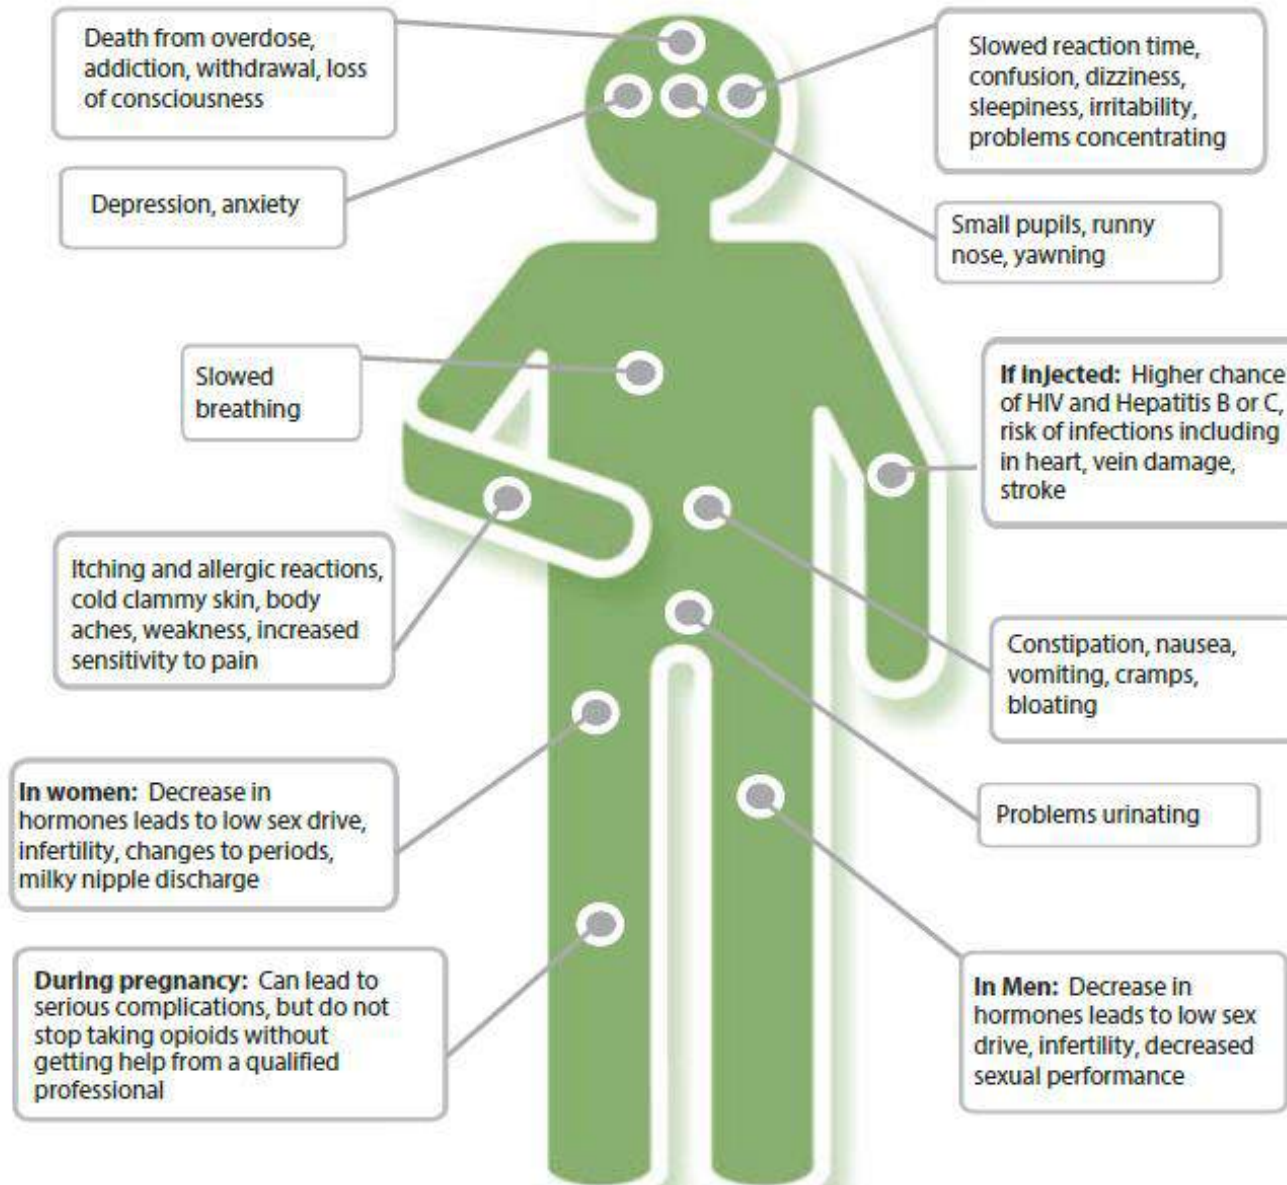 Death from overdose,
addiction, withdrawal, loss
of consciousness
Slowed reaction time,
confusion, dizziness,
sleepiness, irritability,
problems concentrating
Depression, anxiety
Small pupils, runny
nose, yawning
Slowed
breathing
If injected: Higher chance
of HIV and Hepatitis B or C,
risk of infections including
in heart, vein damage,
stroke
Itching and allergic reactions,
cold clammy skin, body
aches, weakness, increased
sensitivity to pain
Constipation, nausea,
vomiting, cramps,
bloating
In women: Decrease in
hormones leads to low sex drive,
infertility, changes to periods,
milky nipple discharge
Problems urinating
During pregnancy: Can lead to
serious complications, but do not
stop taking opioids without
getting help from a qualified
professional
In Men: Decrease in
hormones leads to low sex
drive, infertility, decreased
sexual performance